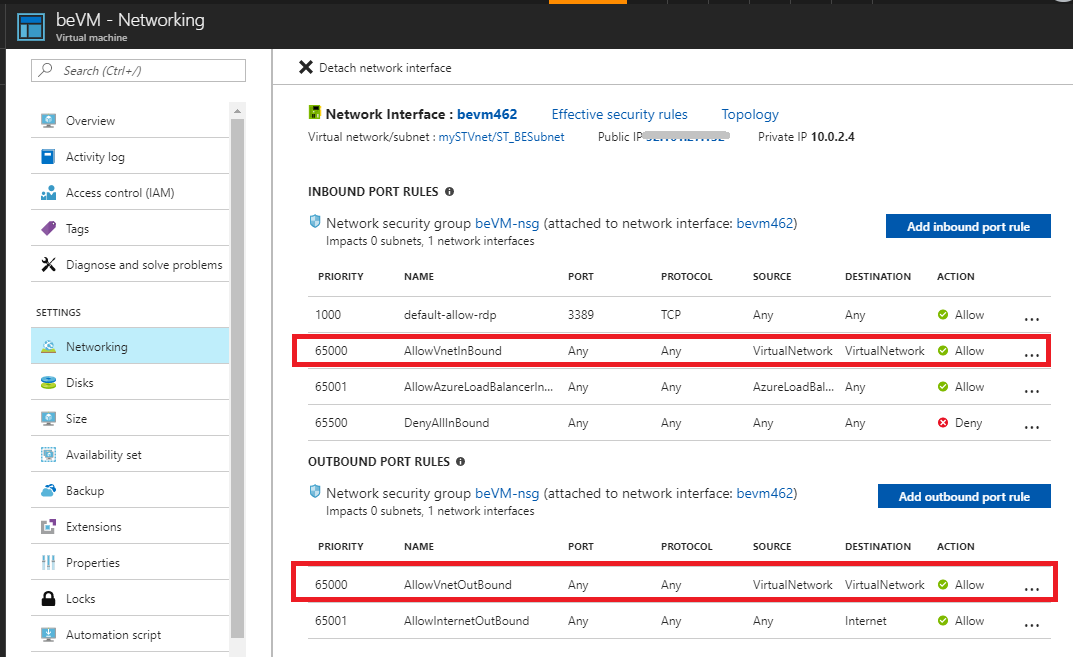 beVM - Networking
Virtual machine
Search (Ctrl+/)
Overview
Activity log
Access control (IAM)
Tags
Diagnose and solve problems
SETTINGS
Networking
Disks
Size
Availability set
Backup
Extensions
Properties
Locks
Automation script
Detach network interface
Network Interface : bevm462 Effective security rules Topology
Virtual network/subnet : mySTVnet/ST_BESubnet Public IP Private IP 10.0.2.4
INBOUND PORT RULES
Network security group beVM-nsg (attached to network interface: bevm462)
Impacts 0 subnets, 1 network interfaces
Add inbound port rule
PRIORITY NAME PORT PROTOCOL SOURCE DESTINATION ACTION
1000 default-allow-rdp 3389 TCP Any Any Allow ...
65000 AllowVnetInBound Any Any VirtualNetwork VirtualNetwork Allow ...
65001 AllowAzureLoadBalancerIn... Any Any AzureLoadBal... Any Allow ...
65500 DenyAllInBound Any Any Any Any Deny ...
OUTBOUND PORT RULES
Network security group beVM-nsg (attached to network interface: bevm462)
Impacts 0 subnets, 1 network interfaces
Add outbound port rule
PRIORITY NAME PORT PROTOCOL SOURCE DESTINATION ACTION
65000 AllowVnetOutBound Any Any VirtualNetwork VirtualNetwork Allow ...
65001 AllowInternetOutBound Any Any Any Internet Allow ...